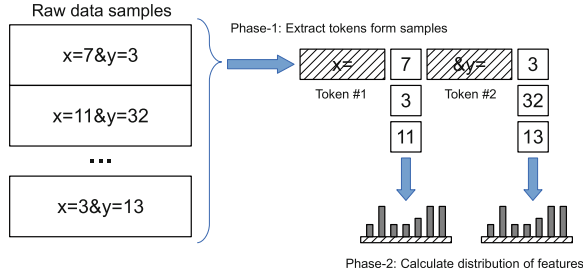 Raw data samples
x=7&y=3
x=11&y=32
...
x=3&y=13
Phase-1: Extract tokens form samples
x= 7 &y= 3
Token #1 Token #2
3 32
11 13
Phase-2: Calculate distribution of features